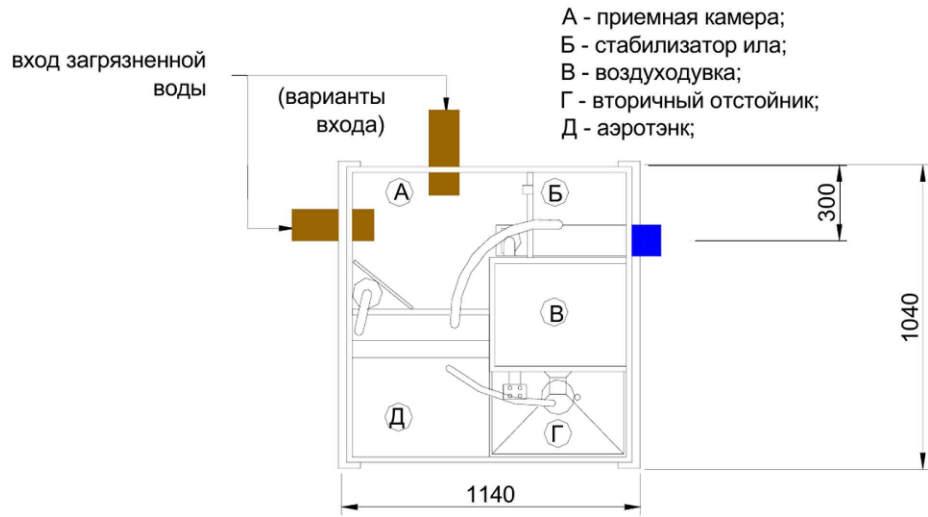 вход загрязненной
воды
(варианты
входа)
А - приемная камера;
Б - стабилизатор ила;
В - воздуходувка;
Г - вторичный отстойник;
Д - аэротэнк;
А
Б
300
В
1040
Д
Г
1140